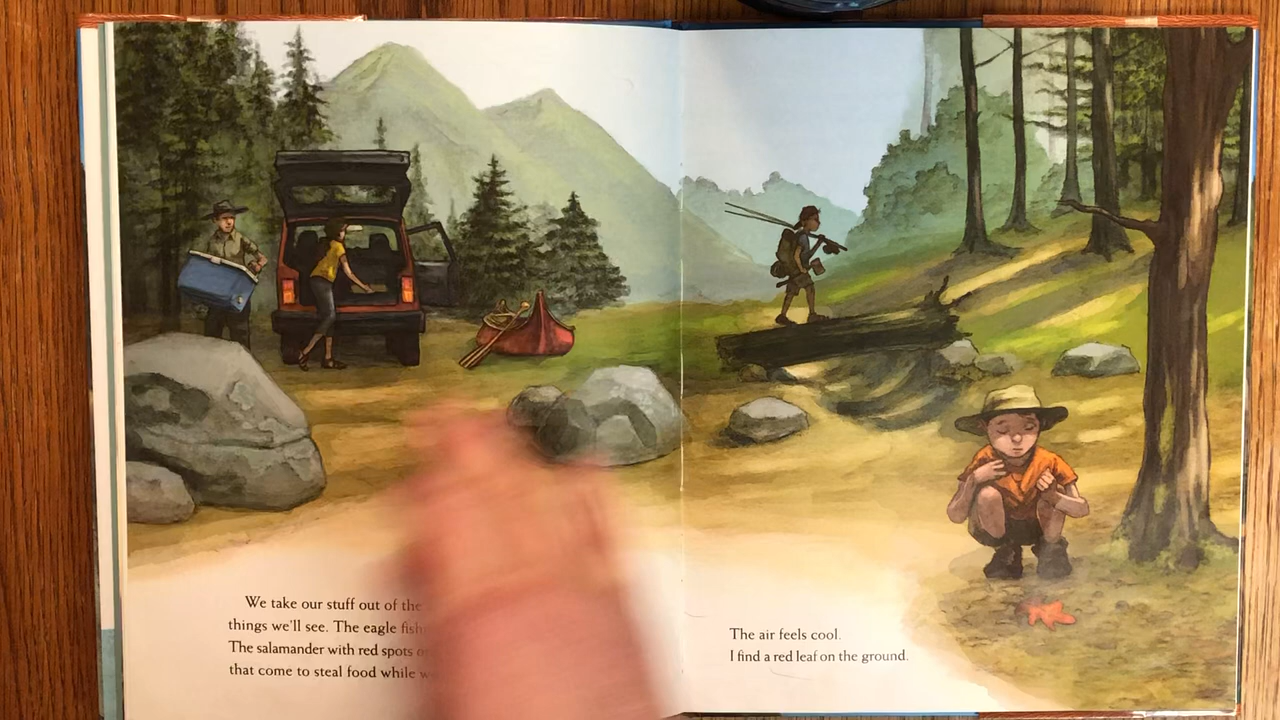 We take our stuff out of the
things we'll see. The eagle
The salamander with red spots
that come to steal food while
The air feels cool.
I find a red leaf on the ground.